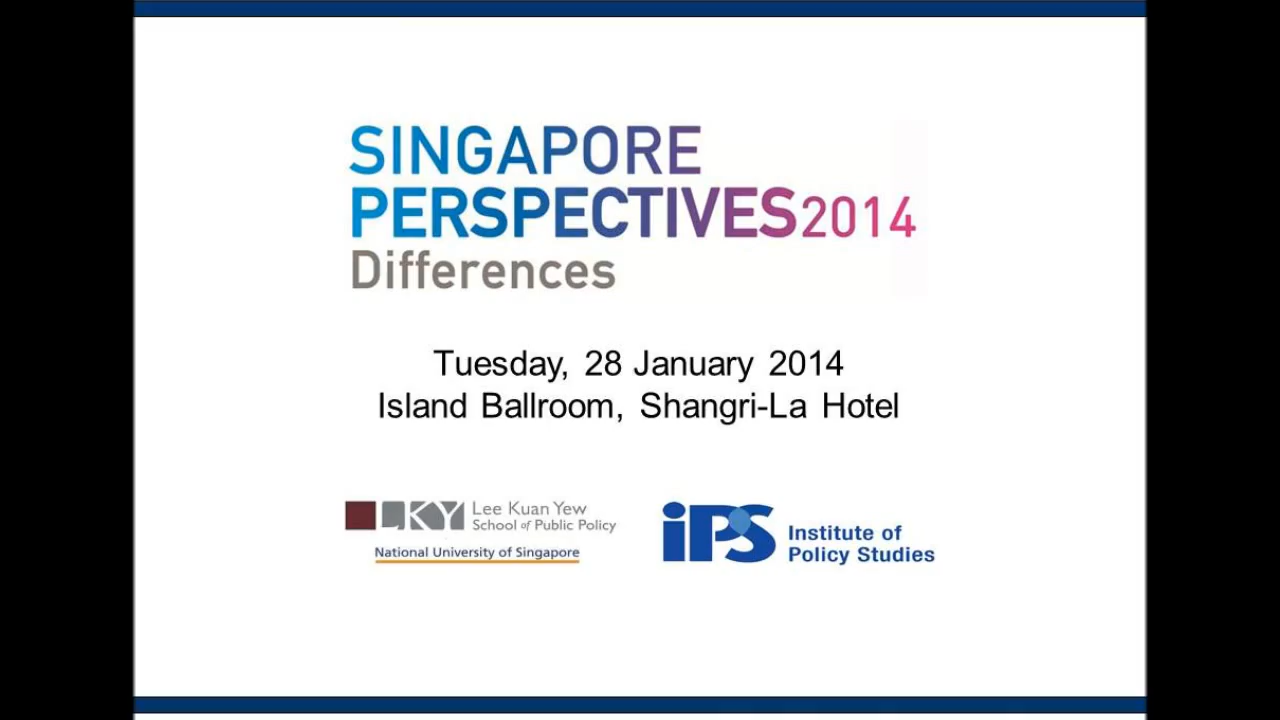 SINGAPORE
PERSPECTIVES2014
Differences
Tuesday, 28 January 2014
Island Ballroom, Shangri-La Hotel
LKY Lee Kuan Yew
School of Public Policy
National University of Singapore
iPS Institute of
Policy Studies